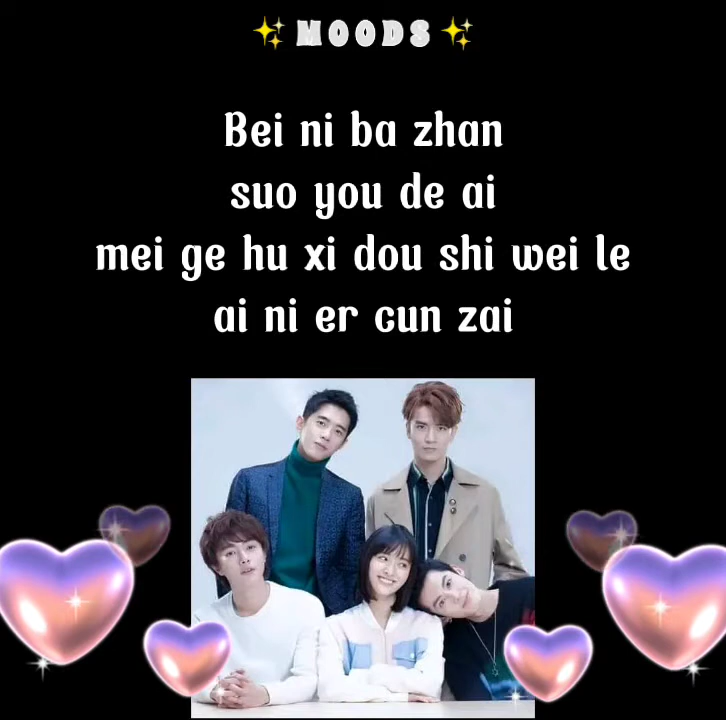 ✨ MOODS ✨
Bei ni ba zhan
suo you de ai
mei ge hu xi dou shi wei le
ai ni er cun zai